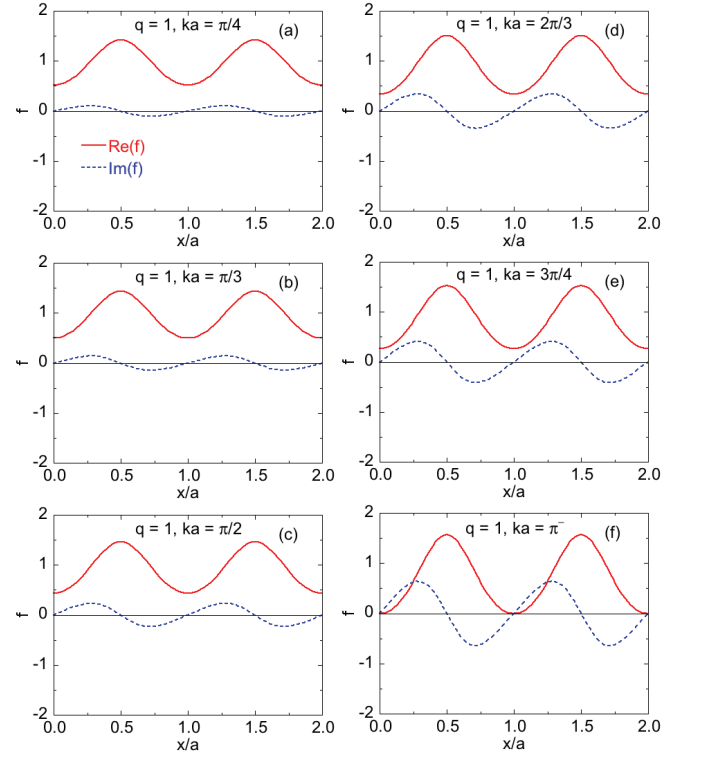 q = 1, ka = π/4 (a)
2
1
0
-1
-2
f
Re(f)
Im(f)
0.0 0.5 1.0 1.5 2.0
x/a
q = 1, ka = 2π/3 (d)
2
1
0
-1
-2
f
0.0 0.5 1.0 1.5 2.0
x/a
q = 1, ka = π/3 (b)
2
1
0
-1
-2
f
0.0 0.5 1.0 1.5 2.0
x/a
q = 1, ka = 3π/4 (e)
2
1
0
-1
-2
f
0.0 0.5 1.0 1.5 2.0
x/a
q = 1, ka = π/2 (c)
2
1
0
-1
-2
f
0.0 0.5 1.0 1.5 2.0
x/a
q = 1, ka = π⁻ (f)
2
1
0
-1
-2
f
0.0 0.5 1.0 1.5 2.0
x/a